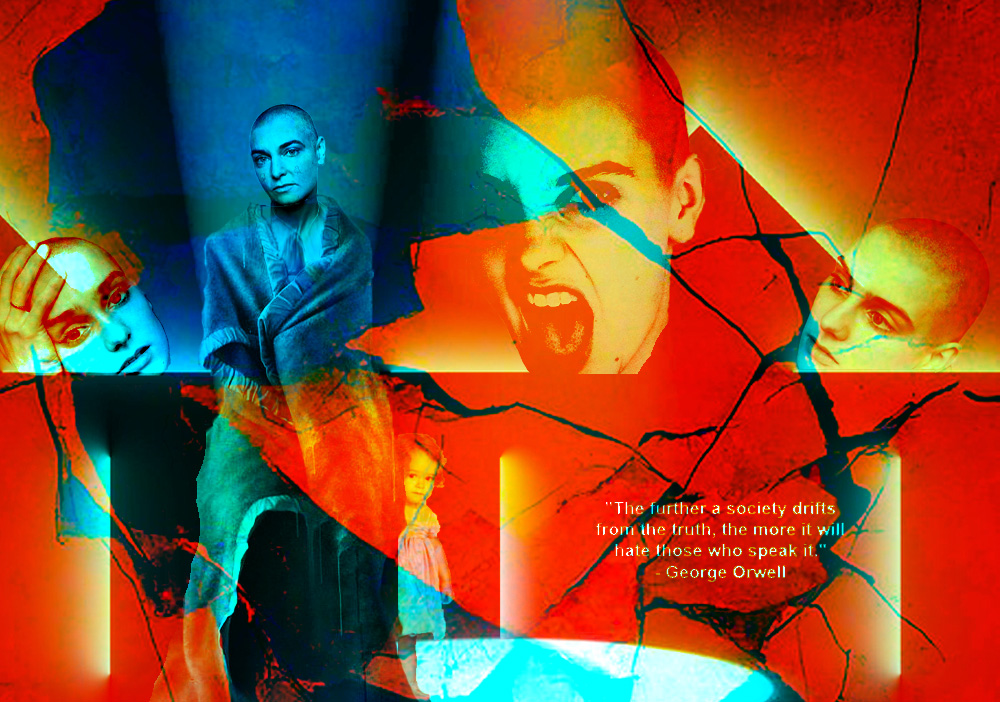 "The further a society drifts
from the truth, the more it will
hate those who speak it."
- George Orwell